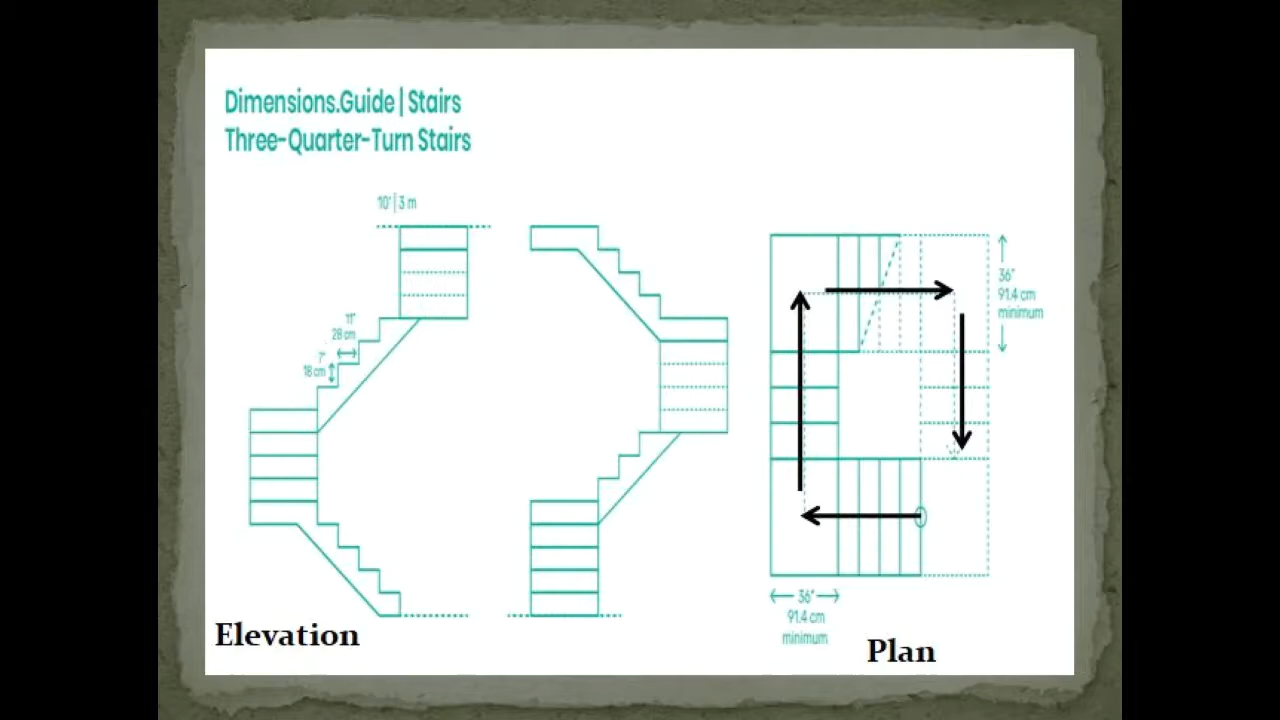 Dimensions.Guide | Stairs
Three-Quarter-Turn Stairs
10' | 3 m
11"
28 cm
7"
18 cm
36"
91.4 cm
minimum
36"
91.4 cm
minimum
Elevation
Plan